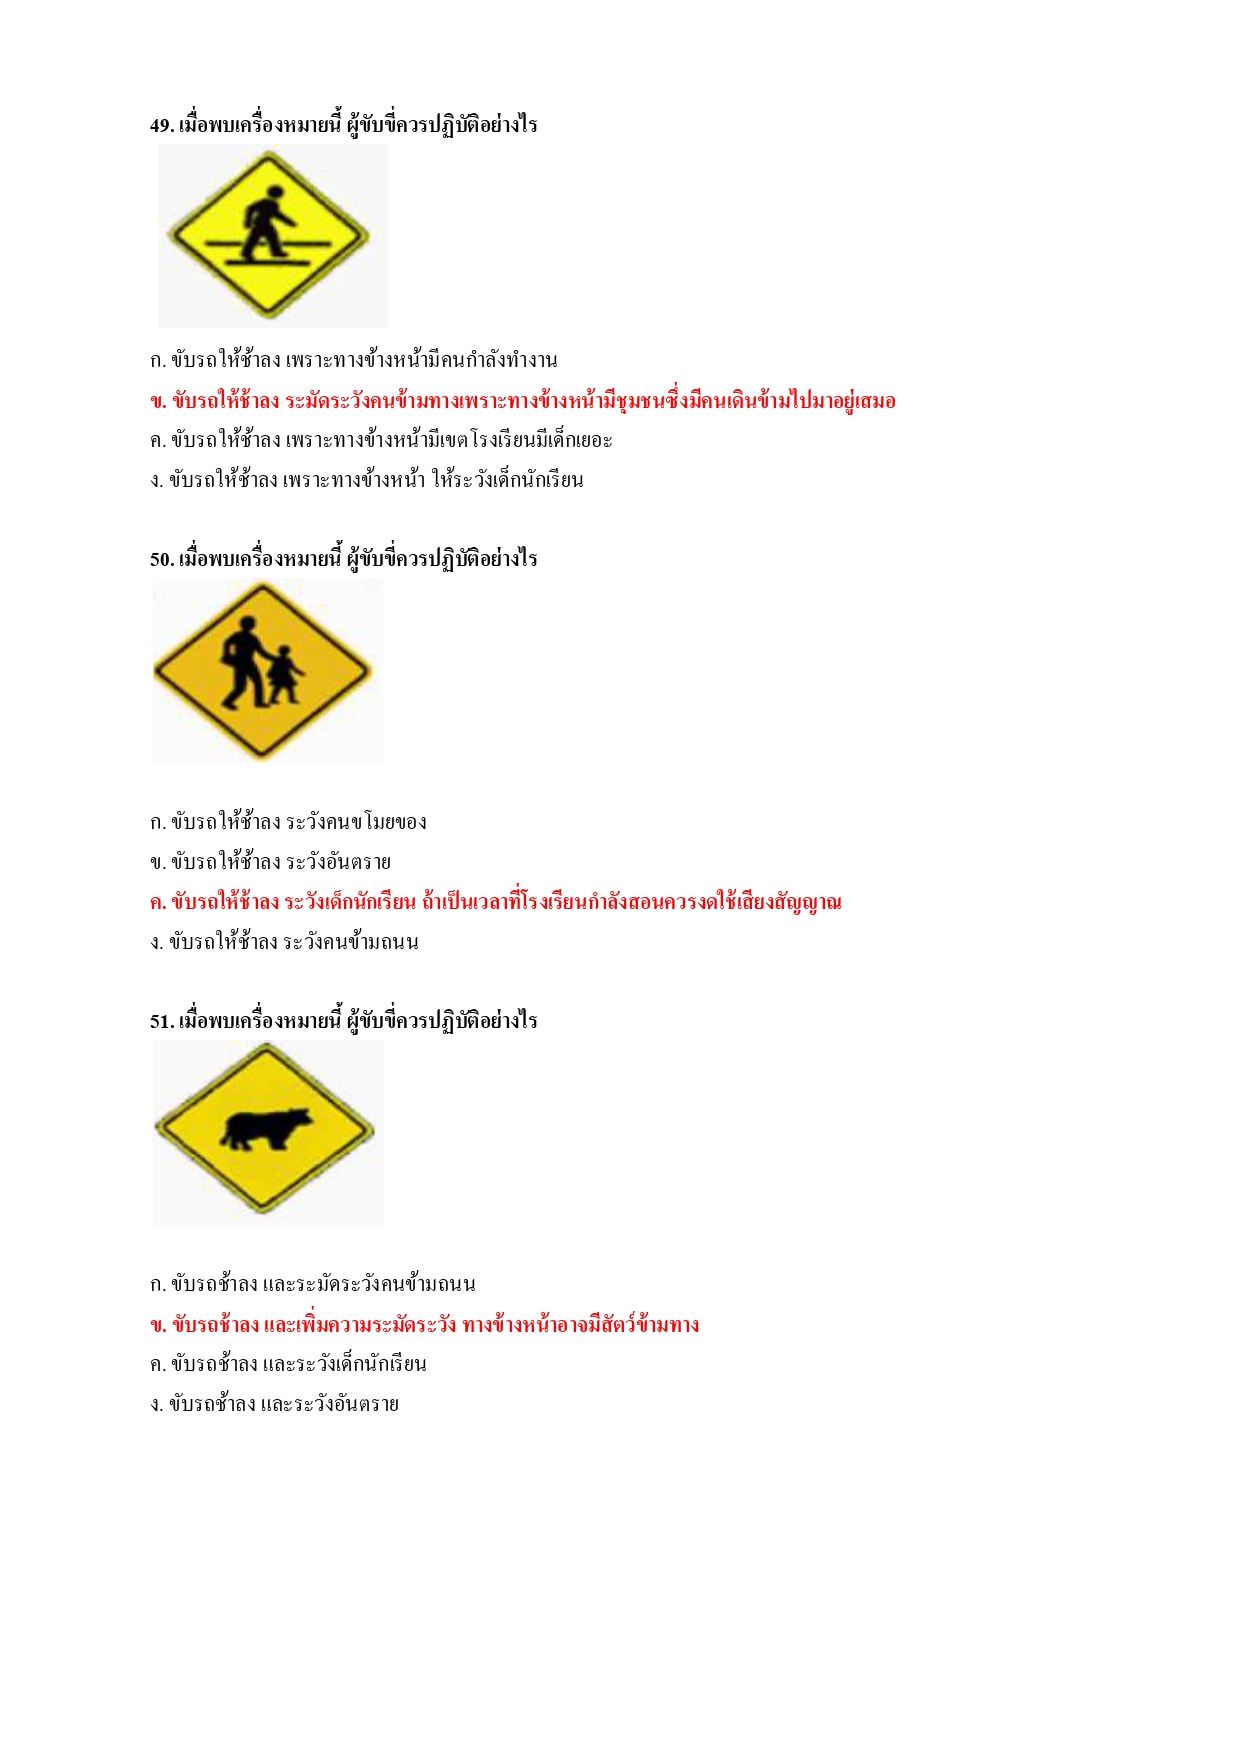 49. เมื่อพบเครื่องหมายนี้ ผู้ขับขี่ควรปฏิบัติอย่างไร
ก. ขับรถให้ช้าลง เพราะทางข้างหน้ามีคนกำลังทำงาน
ข. ขับรถให้ช้าลง ระมัดระวังคนข้ามทางเพราะทางข้างหน้ามีชุมชนซึ่งมีคนเดินข้ามไปมาอยู่เสมอ
ค. ขับรถให้ช้าลง เพราะทางข้างหน้ามีเขตโรงเรียนมีเด็กเยอะ
ง. ขับรถให้ช้าลง เพราะทางข้างหน้า ให้ระวังเด็กนักเรียน
50. เมื่อพบเครื่องหมายนี้ ผู้ขับขี่ควรปฏิบัติอย่างไร
ก. ขับรถให้ช้าลง ระวังคนขโมยของ
ข. ขับรถให้ช้าลง ระวังอันตราย
ค. ขับรถให้ช้าลง ระวังเด็กนักเรียน ถ้าเป็นเวลาที่โรงเรียนกำลังสอนควรงดใช้เสียงสัญญาณ
ง. ขับรถให้ช้าลง ระวังคนข้ามถนน
51. เมื่อพบเครื่องหมายนี้ ผู้ขับขี่ควรปฏิบัติอย่างไร
ก. ขับรถช้าลง และระมัดระวังคนข้ามถนน
ข. ขับรถช้าลง และเพิ่มความระมัดระวัง ทางข้างหน้าอาจมีสัตว์ข้ามทาง
ค. ขับรถช้าลง และระวังเด็กนักเรียน
ง. ขับรถช้าลง และระวังอันตราย